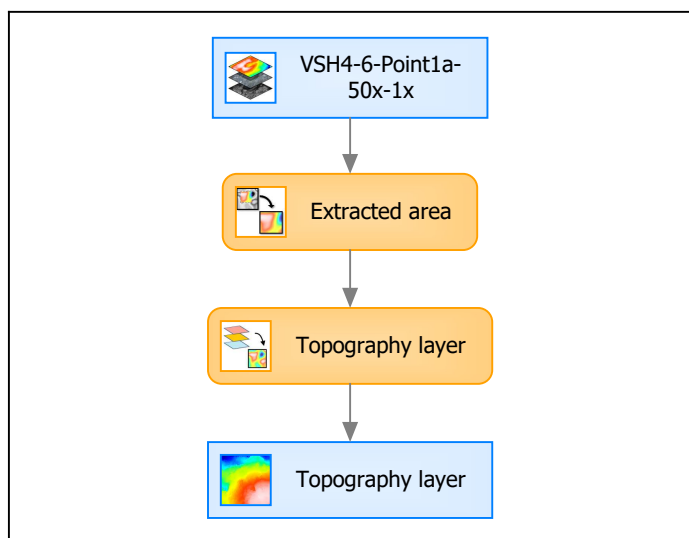 VSH4-6-Point1a-
50x-1x
Extracted area
Topography layer
Topography layer